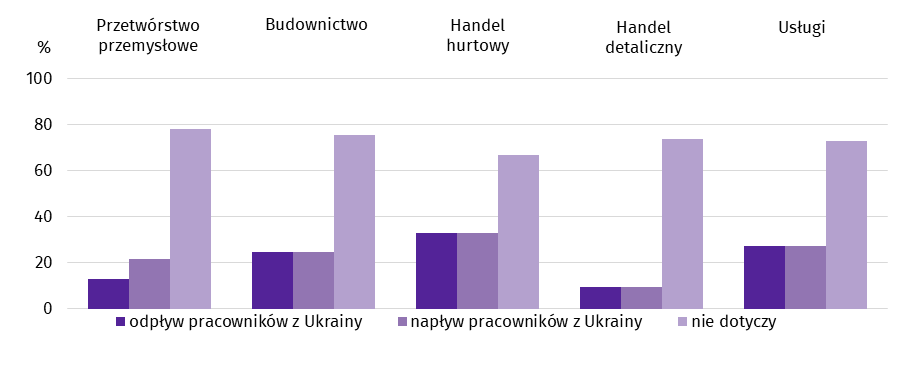 Przetwórstwo
przemysłowe
Budownictwo
Handel
hurtowy
Handel
detaliczny
Usługi
%
100
80
60
40
20
0
odpływ pracowników z Ukrainy
napływ pracowników z Ukrainy
nie dotyczy